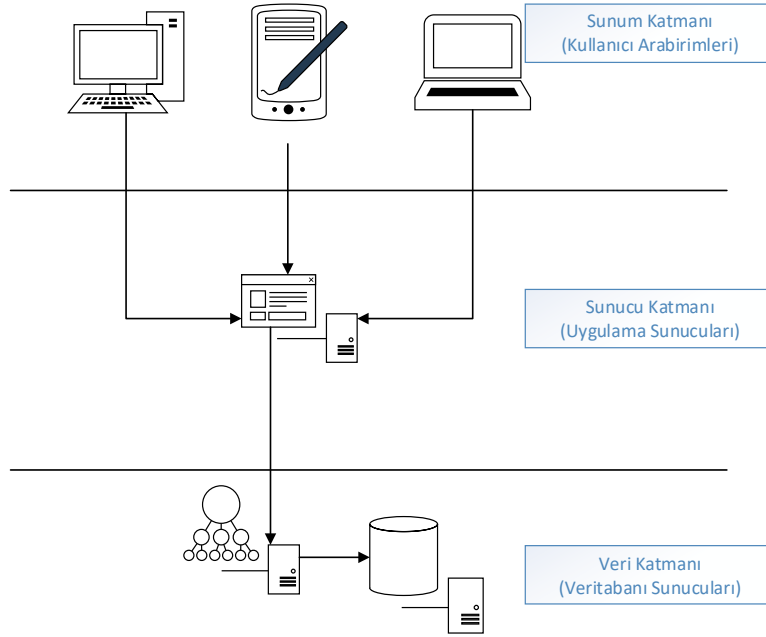 Sunum Katmanı
(Kullanıcı Arabirimleri)
Sunucu Katmanı
(Uygulama Sunucuları)
Veri Katmanı
(Veritabanı Sunucuları)